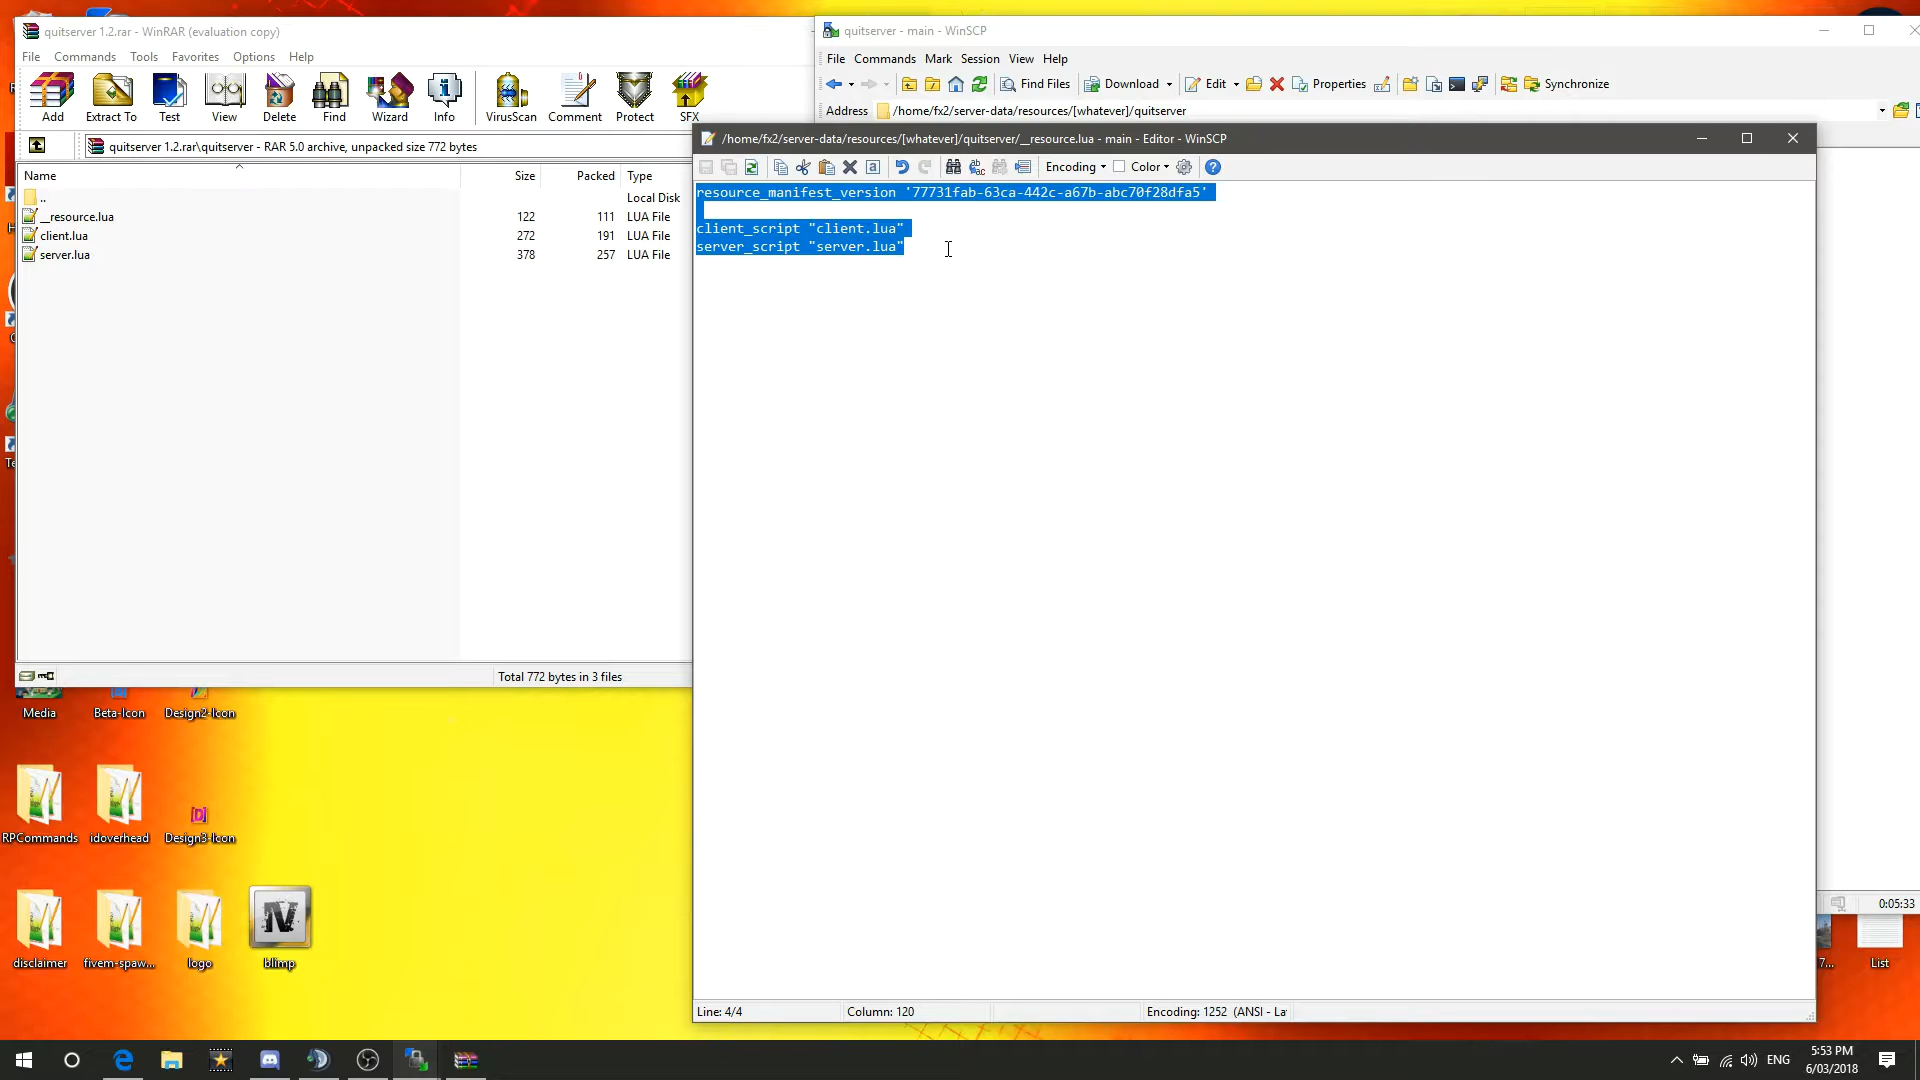 quitserver 1.2.rar - WinRAR (evaluation copy)
File Commands Tools Favorites Options Help
Add Extract To Test View Delete Find Wizard Info VirusScan Comment Protect SFX
quitserver 1.2.rar\quitserver - RAR 5.0 archive, unpacked size 772 bytes
Name Size Packed Type
.. Local Disk
__resource.lua 122 111 LUA File
client.lua 272 191 LUA File
server.lua 378 257 LUA File
Total 772 bytes in 3 files
quitserver - main - WinSCP
File Commands Mark Session View Help
Find Files Download Edit Properties Synchronize
Address /home/fx2/server-data/resources/[whatever]/quitserver
/home/fx2/server-data/resources/[whatever]/quitserver/__resource.lua - main - Editor - WinSCP
Encoding Color
resource_manifest_version '77731fab-63ca-442c-a67b-abc70f28dfa5'
client_script "client.lua"
server_script "server.lua"
Line: 4/4 Column: 120 Encoding: 1252 (ANSI - La
0:05:33
Media Beta-Icon Design2-Icon
RPCommands idoverhead Design3-Icon
disclaimer fivem-spaw... logo blimp
7... List
ENG
5:53 PM
6/03/2018